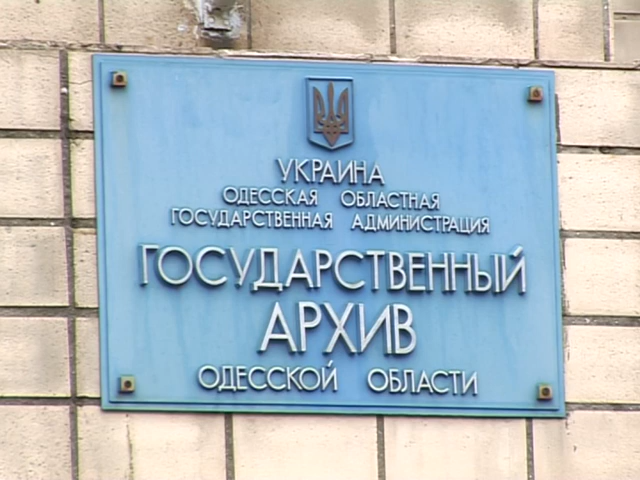 УКРАИНА
ОДЕССКАЯ ОБЛАСТНАЯ
ГОСУДАРСТВЕННАЯ АДМИНИСТРАЦИЯ
ГОСУДАРСТВЕННЫЙ
АРХИВ
ОДЕССКОЙ ОБЛАСТИ